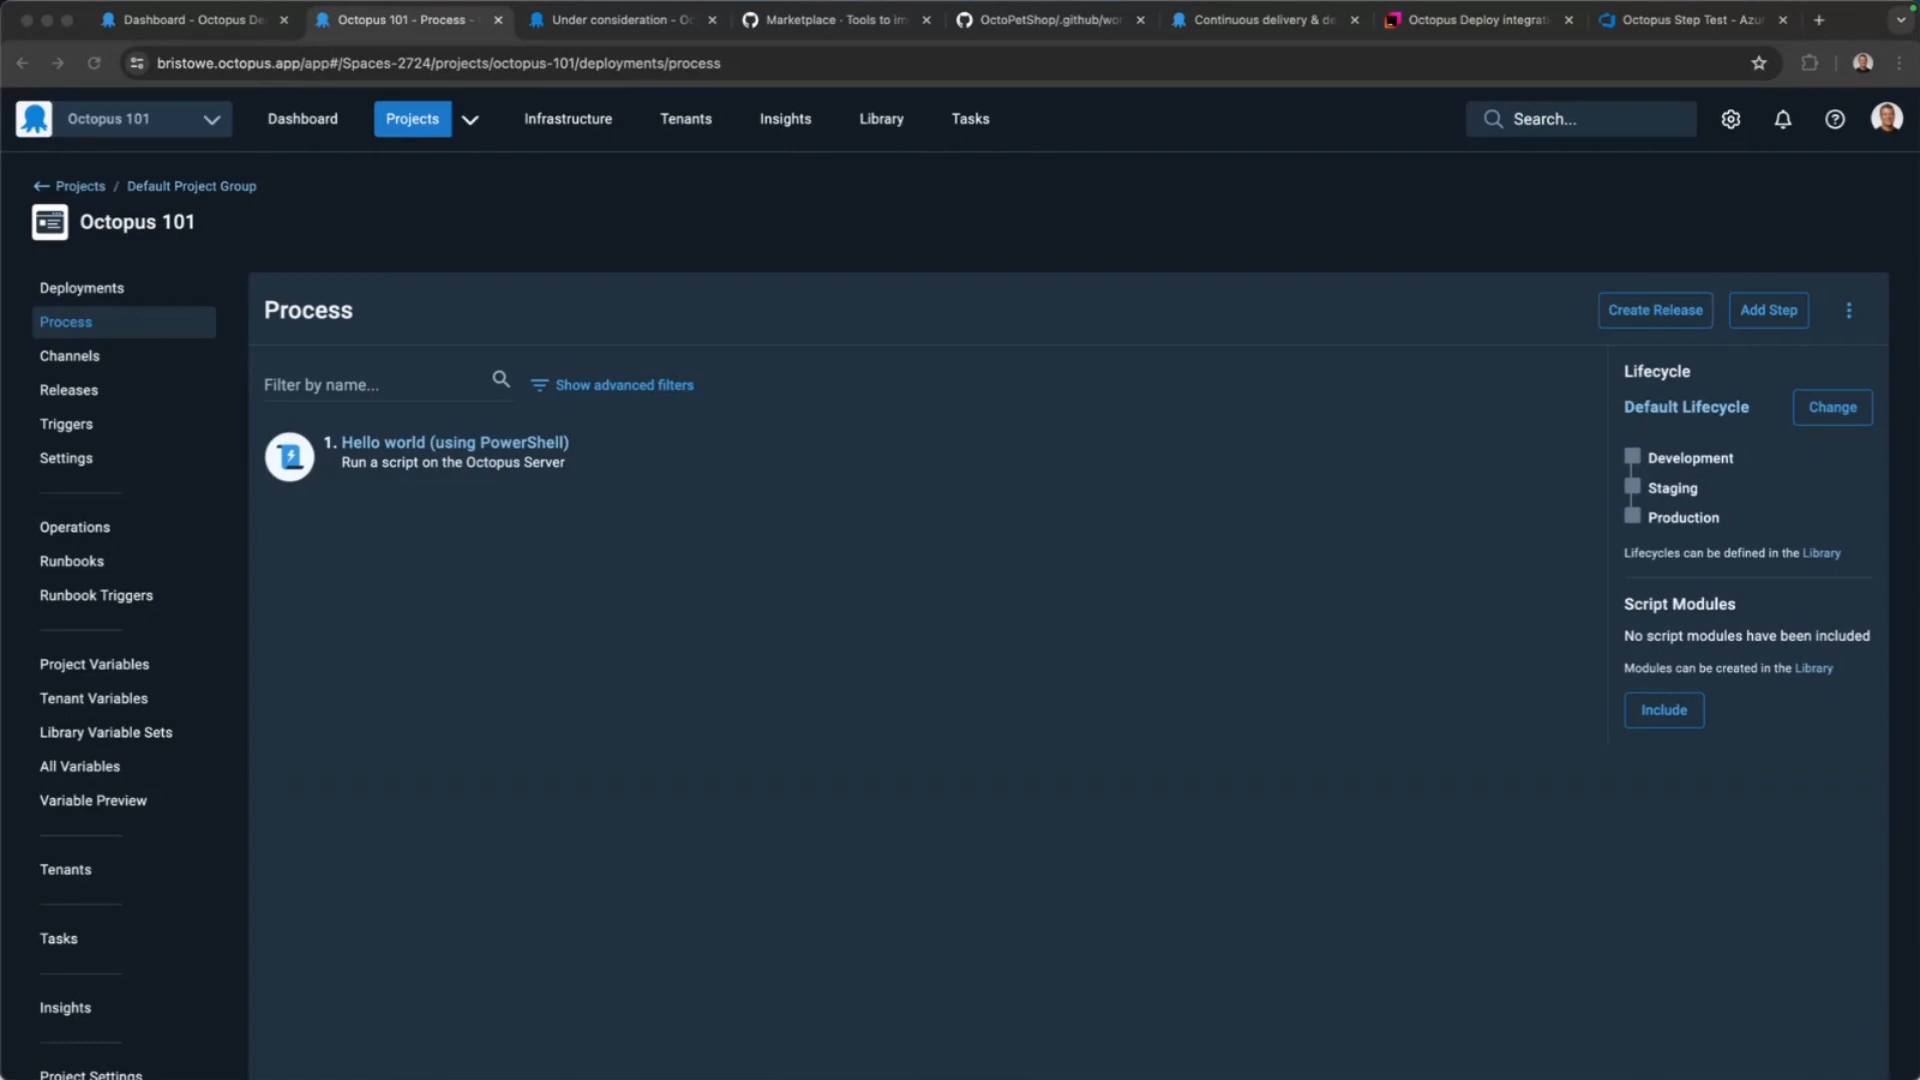 Dashboard - Octopus De
Octopus 101 - Process -
Under consideration - Oc
Marketplace · Tools to im
OctoPetShop/.github/wor
Continuous delivery & de
Octopus Deploy integrati
Octopus Step Test - Azur
bristowe.octopus.app/app#/Spaces-2724/projects/octopus-101/deployments/process
Octopus 101
Dashboard
Projects
Infrastructure
Tenants
Insights
Library
Tasks
Search...
Projects / Default Project Group
Octopus 101
Deployments
Process
Channels
Releases
Triggers
Settings
Operations
Runbooks
Runbook Triggers
Project Variables
Tenant Variables
Library Variable Sets
All Variables
Variable Preview
Tenants
Tasks
Insights
Project Settings
Process
Create Release
Add Step
Filter by name...
Show advanced filters
1. Hello world (using PowerShell)
Run a script on the Octopus Server
Lifecycle
Default Lifecycle
Change
Development
Staging
Production
Lifecycles can be defined in the Library
Script Modules
No script modules have been included
Modules can be created in the Library
Include